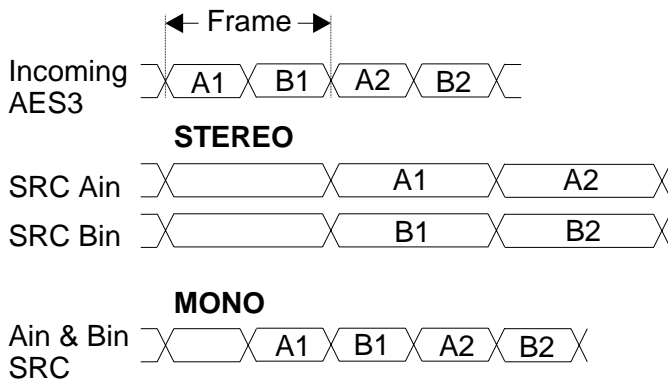 Frame
Incoming
AES3
A1 B1 A2 B2
STEREO
SRC Ain A1 A2
SRC Bin B1 B2
MONO
Ain & Bin
SRC
A1 B1 A2 B2